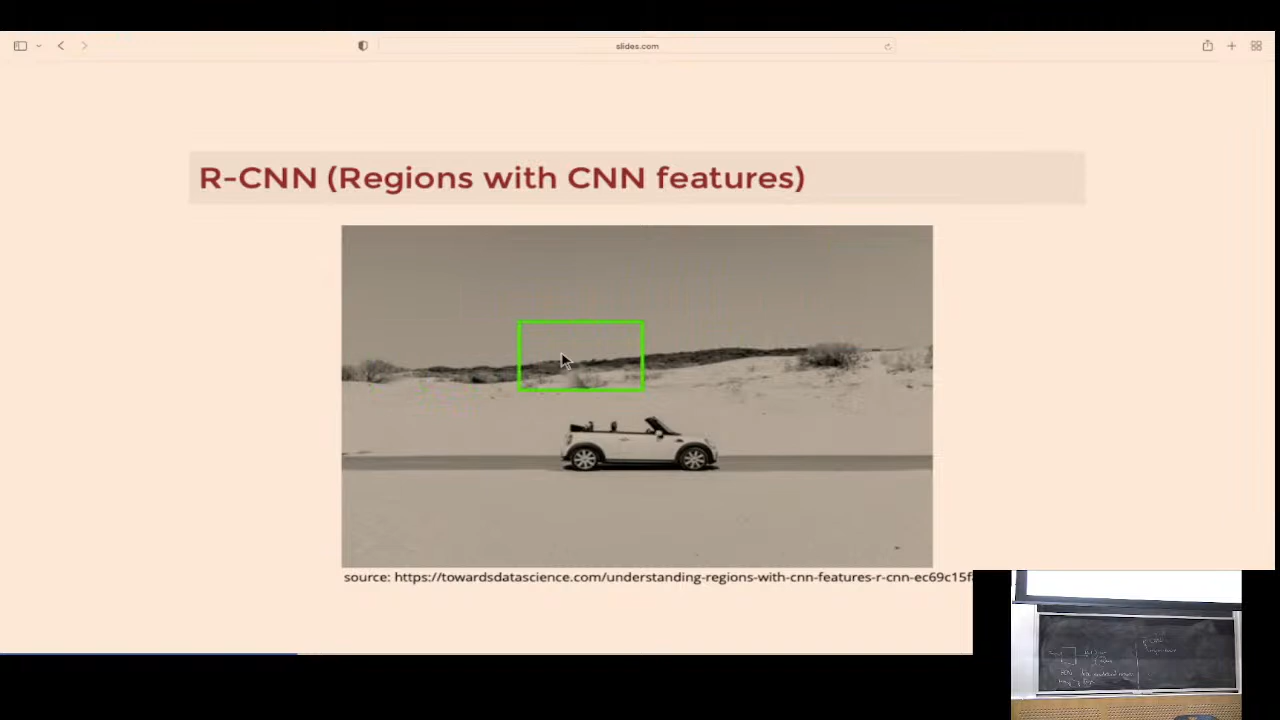 slides.com
R-CNN (Regions with CNN features)
source: https://towardsdatascience.com/understanding-regions-with-cnn-features-r-cnn-ec69c15f